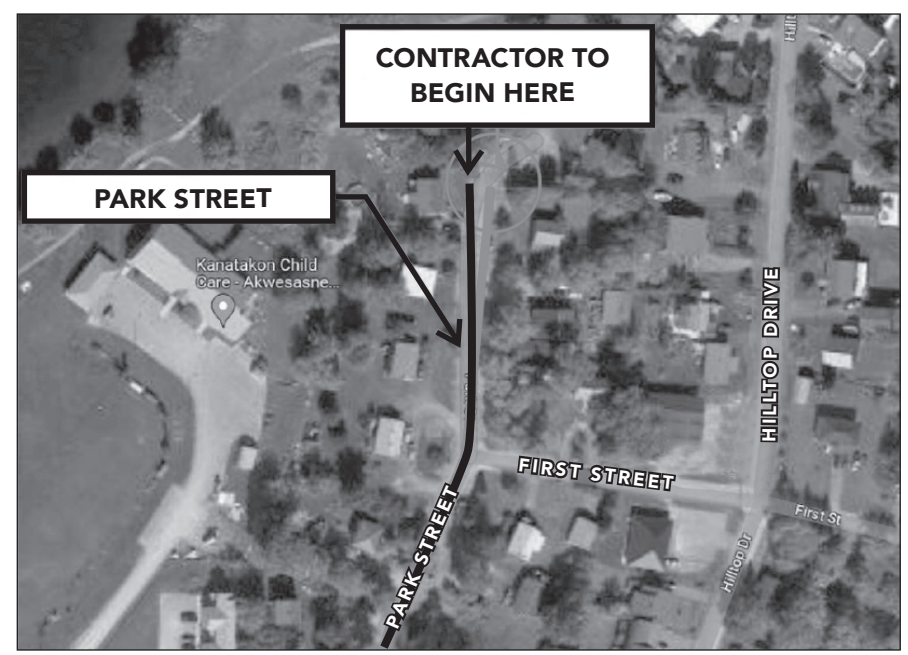 CONTRACTOR TO
BEGIN HERE
Hillt
PARK STREET
Kanatakon Child
Care - Akwesasne...
HILLTOP DRIVE
FIRST STREET
First St
PARK STREET
Hilltop Dr